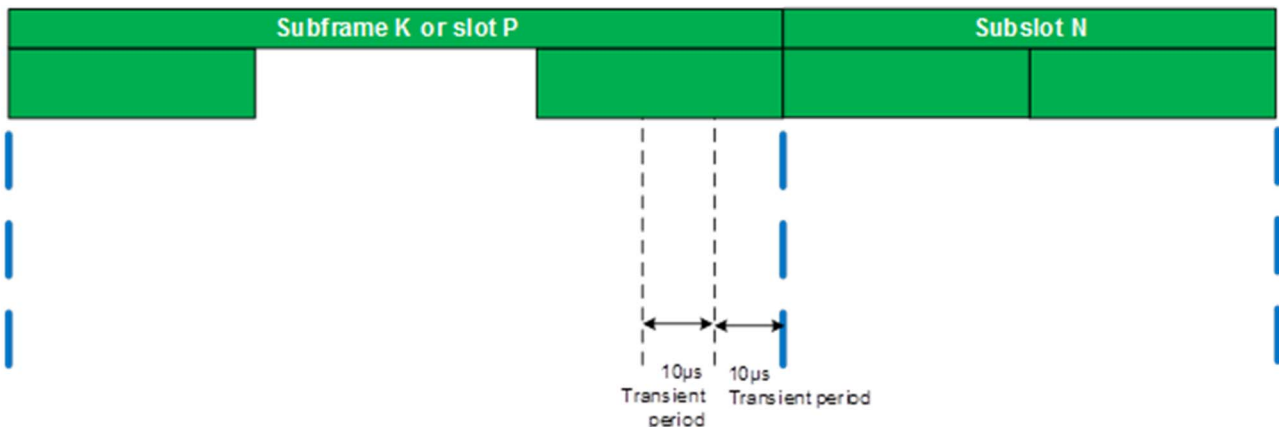 Subframe K or slot P
Subslot N
10µs
Transient
period
10µs
Transient period